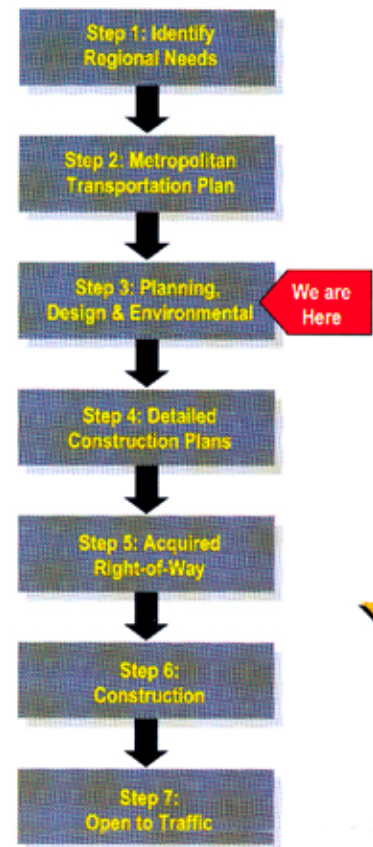 Step 1: Identify
Regional Needs
Step 2: Metropolitan
Transportation Plan
Step 3: Planning,
Design & Environmental
We are
Here
Step 4: Detailed
Construction Plans
Step 5: Acquired
Right-of-Way
Step 6:
Construction
Step 7:
Open to Traffic